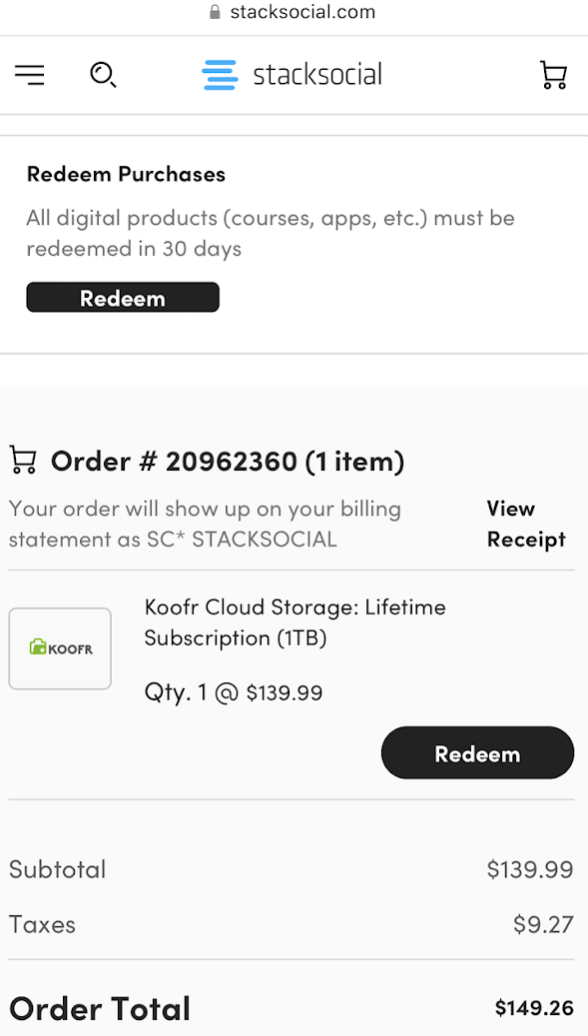 stacksocial.com
stacksocial
Redeem Purchases
All digital products (courses, apps, etc.) must be
redeemed in 30 days
Redeem
Order # 20962360 (1 item)
Your order will show up on your billing
statement as SC* STACKSOCIAL
View
Receipt
KOOFR
Koofr Cloud Storage: Lifetime
Subscription (1TB)
Qty. 1 @ $139.99
Redeem
Subtotal $139.99
Taxes $9.27
Order Total $149.26